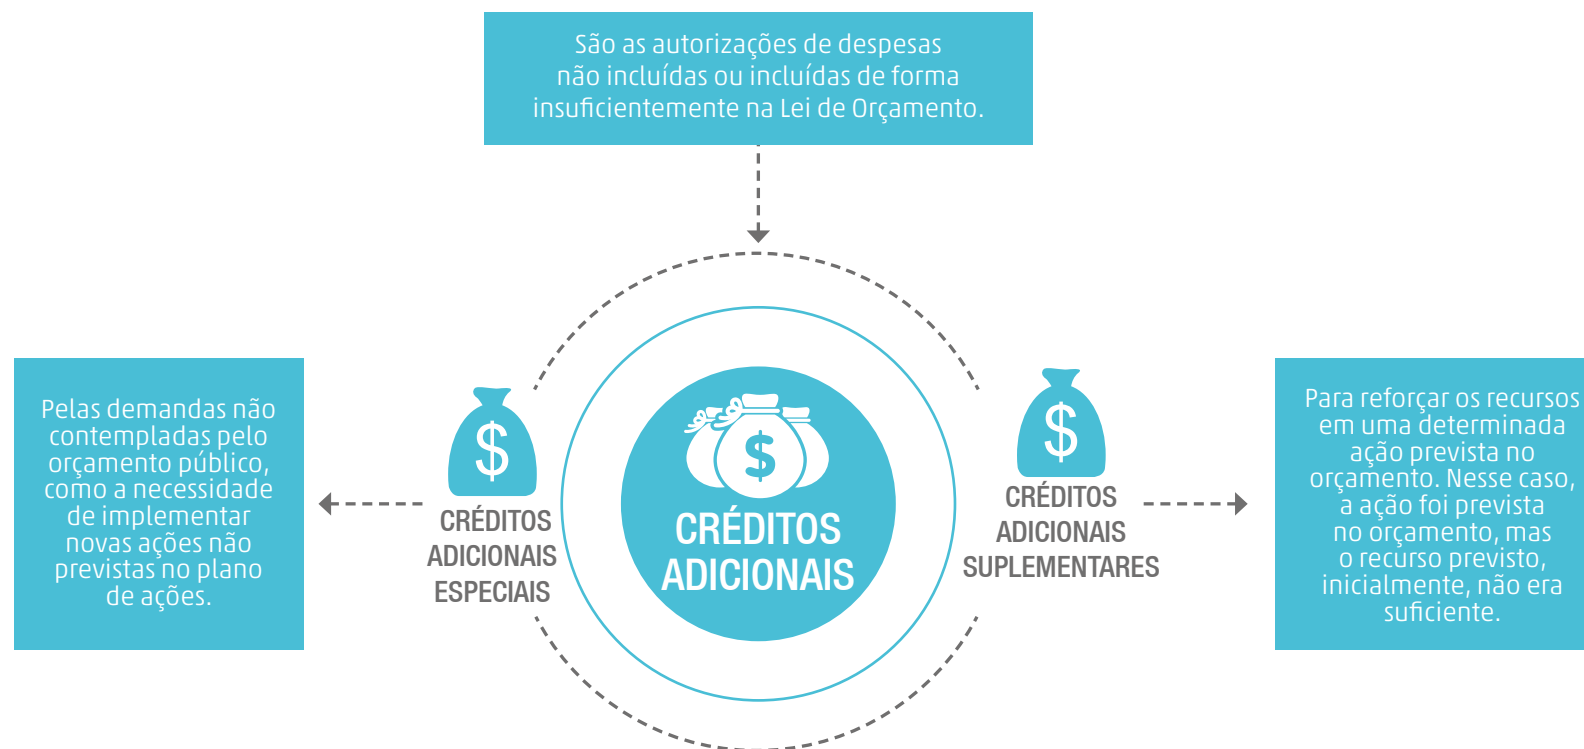 São as autorizações de despesas
não incluídas ou incluídas de forma
insuficientemente na Lei de Orçamento.
Pelas demandas não
contempladas pelo
orçamento público,
como a necessidade
de implementar
novas ações não
previstas no plano
de ações.
$
CRÉDITOS
ADICIONAIS
ESPECIAIS
$
CRÉDITOS
ADICIONAIS
$
CRÉDITOS
ADICIONAIS
SUPLEMENTARES
Para reforçar os recursos
em uma determinada
ação prevista no
orçamento. Nesse caso,
a ação foi prevista
no orçamento, mas
o recurso previsto,
inicialmente, não era
suficiente.